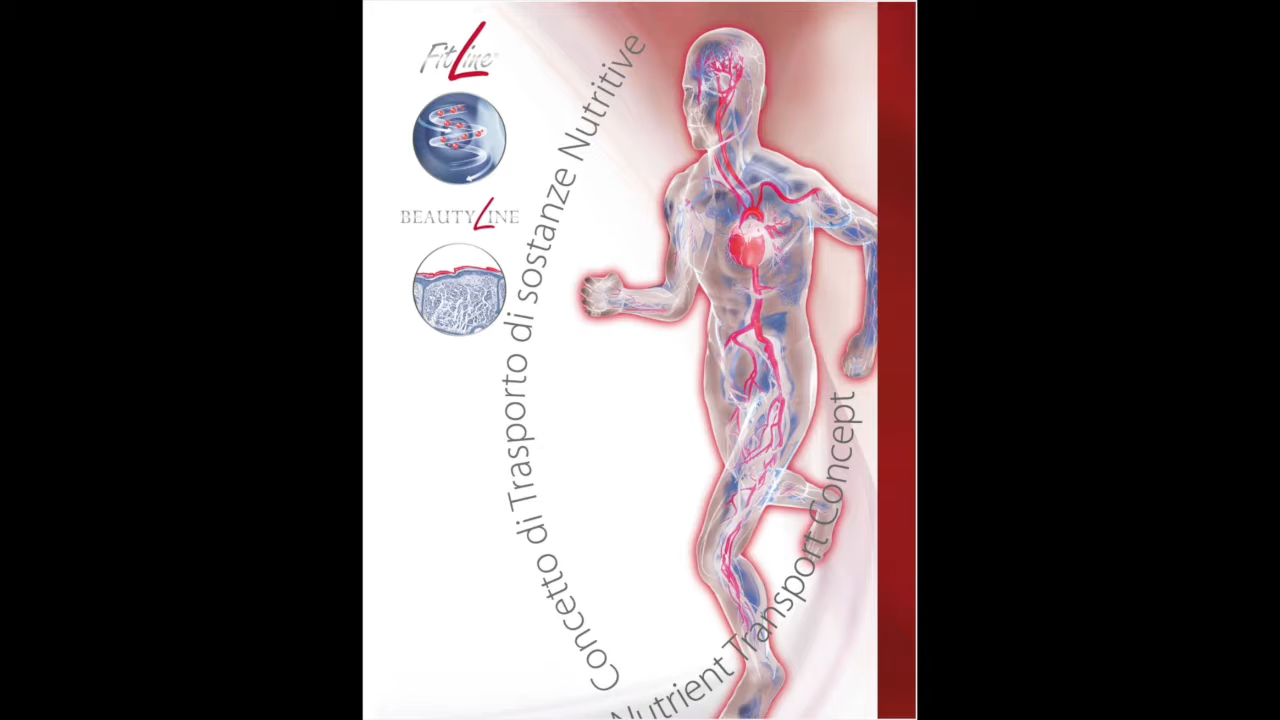 FitLine
BEAUTYLINE
Concetto di Trasporto di sostanze Nutritive
Nutrient Transport Concept